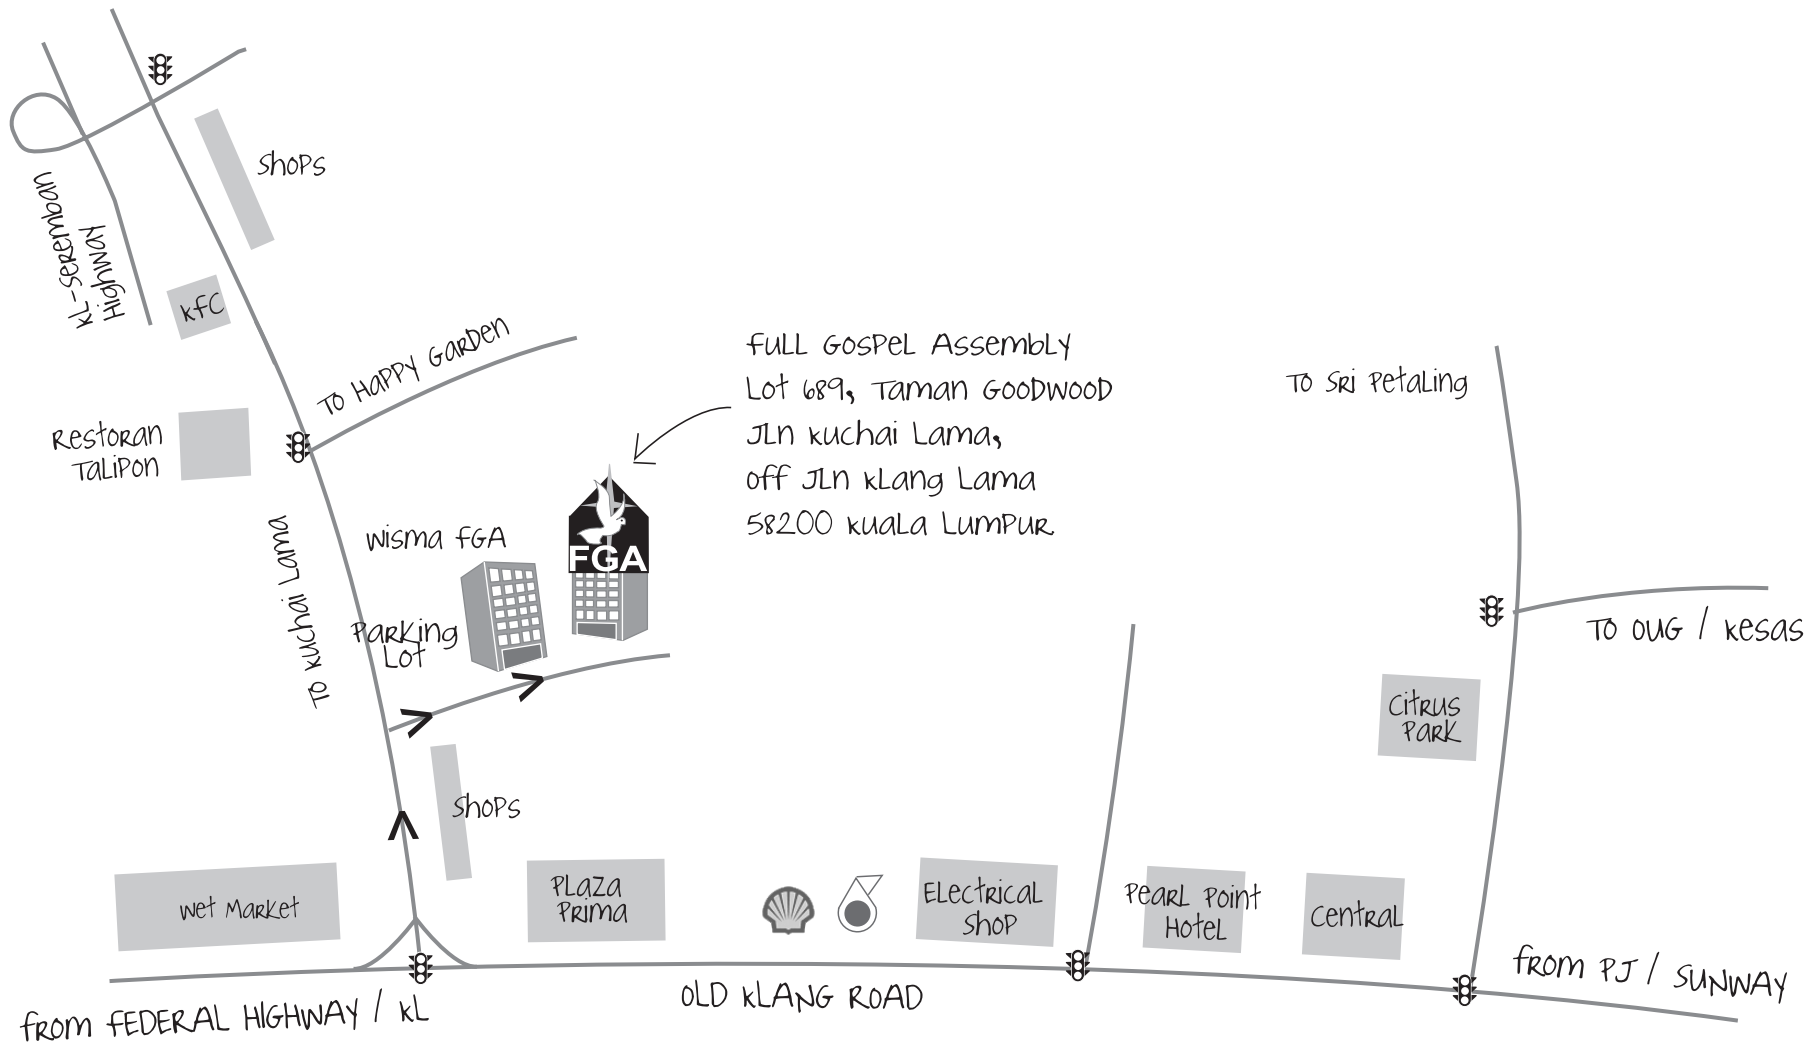 SHOPS
KL-SEREMBAN
HIGHWAY
KFC
TO HAPPY GARDEN
RESTORAN
TALIPON
FULL GOSPEL ASSEMBLY
LOT 689, TAMAN GOODWOOD
JLN KUCHAI LAMA,
OFF JLN KLANG LAMA
58200 KUALA LUMPUR
TO SRI PETALING
WISMA FGA
FGA
TO KUCHAI LAMA
PARKING
LOT
TO OUG / KESAS
CITRUS
PARK
SHOPS
WET MARKET
PLAZA
PRIMA
ELECTRICAL
SHOP
PEARL POINT
HOTEL
CENTRAL
FROM FEDERAL HIGHWAY / KL
OLD KLANG ROAD
FROM PJ / SUNWAY